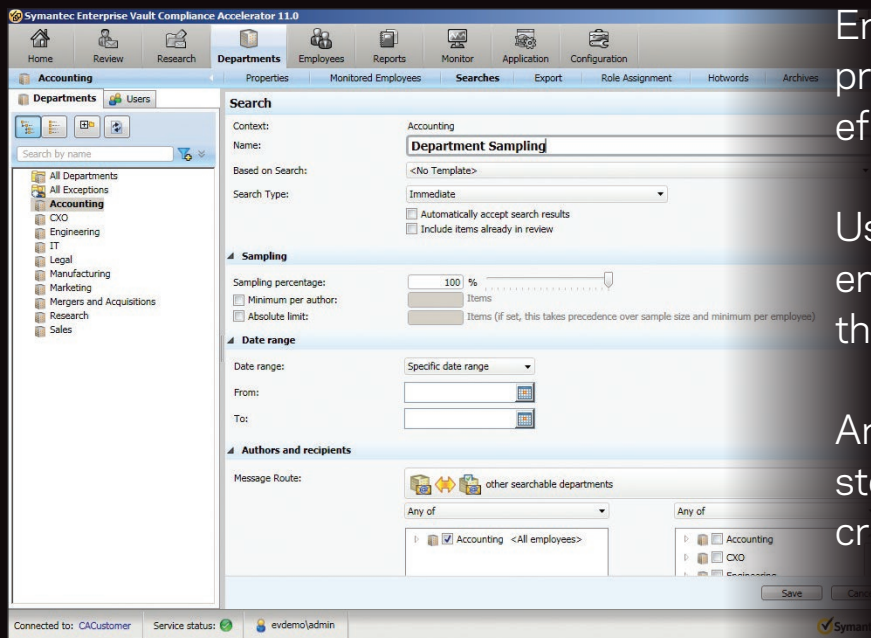 Symantec Enterprise Vault Compliance Accelerator 11.0
Home Review Research Departments Employees Reports Monitor Application Configuration
Accounting Properties Monitored Employees Searches Export Role Assignment Hotwords Archives
Departments Users
Search by name
All Departments
All Exceptions
Accounting
CXO
Engineering
IT
Legal
Manufacturing
Marketing
Mergers and Acquisitions
Research
Sales
Search
Context: Accounting
Name: Department Sampling
Based on Search: <No Template>
Search Type: Immediate
Automatically accept search results
Include items already in review
Sampling
Sampling percentage: 100 %
Minimum per author: Items
Absolute limit: Items (if set, this takes precedence over sample size and minimum per employee)
Date range
Date range: Specific date range
From:
To:
Authors and recipients
Message Route: other searchable departments
Any of Any of
Accounting <All employees> Accounting
CXO
Engineering
Save
Connected to: CACustomer Service status: evdemo\admin